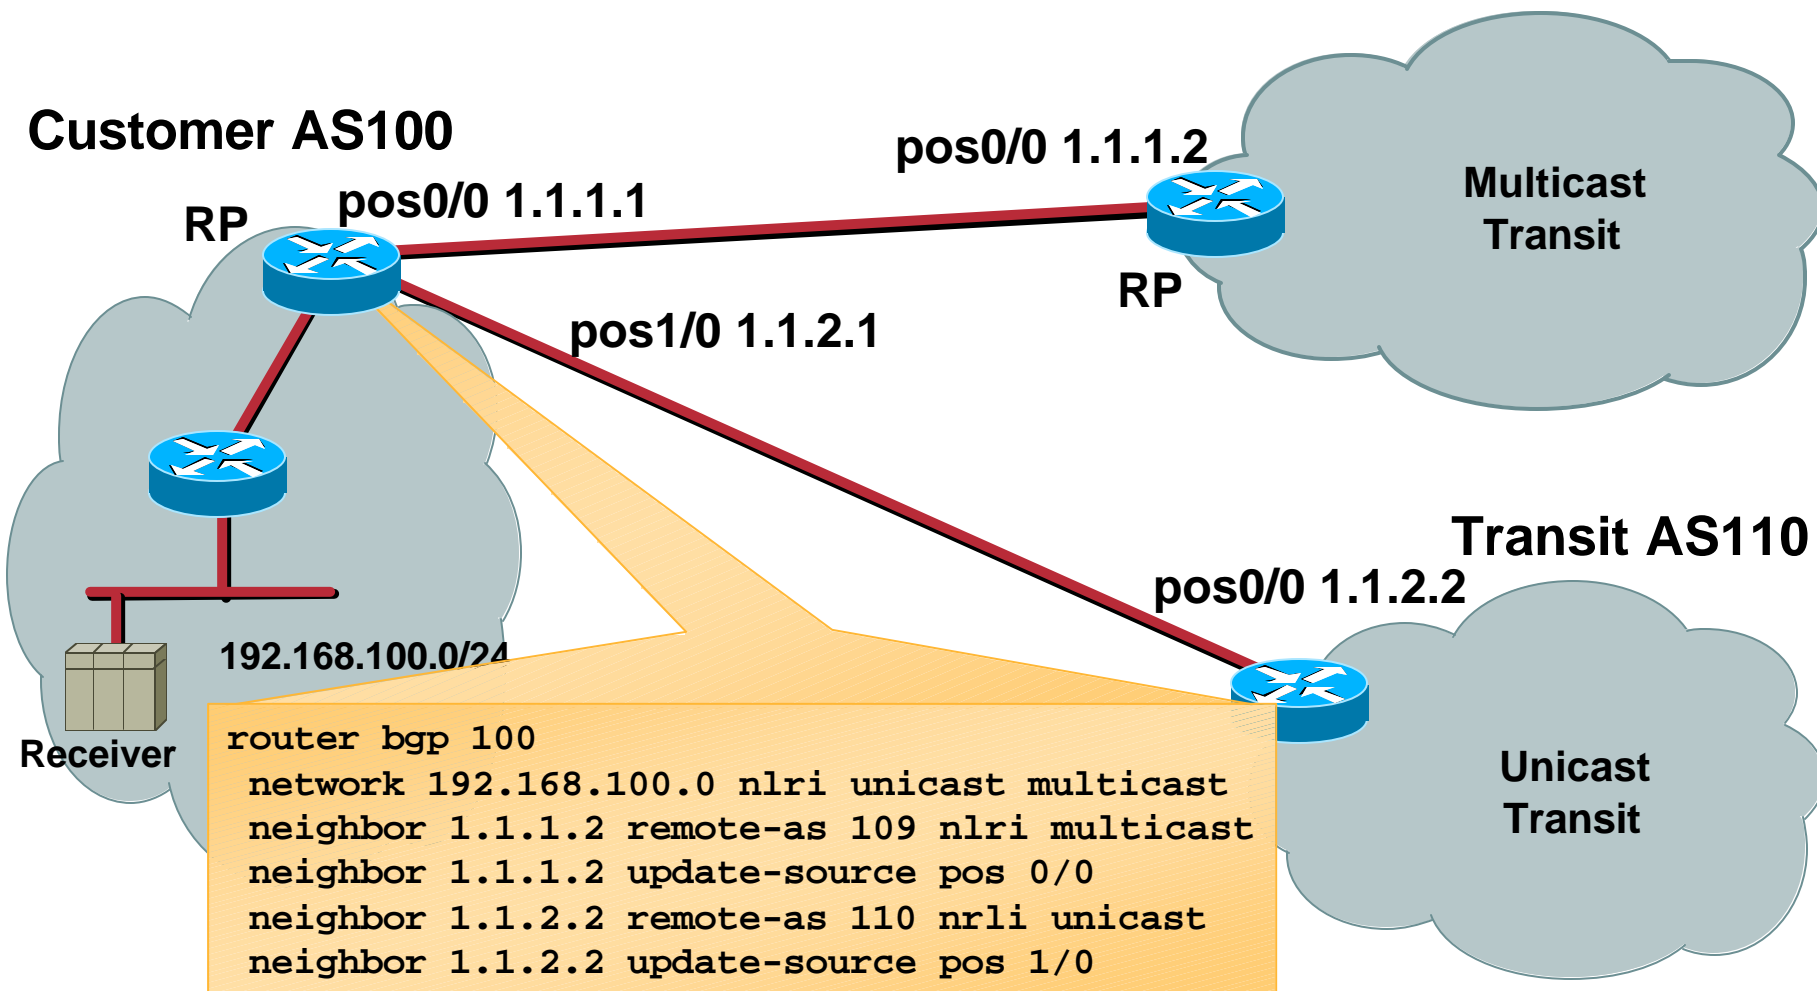 Customer AS100
pos0/0 1.1.1.2
pos0/0 1.1.1.1
RP
Multicast
Transit
RP
pos1/0 1.1.2.1
Transit AS110
pos0/0 1.1.2.2
192.168.100.0/24
Receiver
router bgp 100
network 192.168.100.0 nlri unicast multicast
neighbor 1.1.1.2 remote-as 109 nlri multicast
neighbor 1.1.1.2 update-source pos 0/0
neighbor 1.1.2.2 remote-as 110 nrli unicast
neighbor 1.1.2.2 update-source pos 1/0
Unicast
Transit